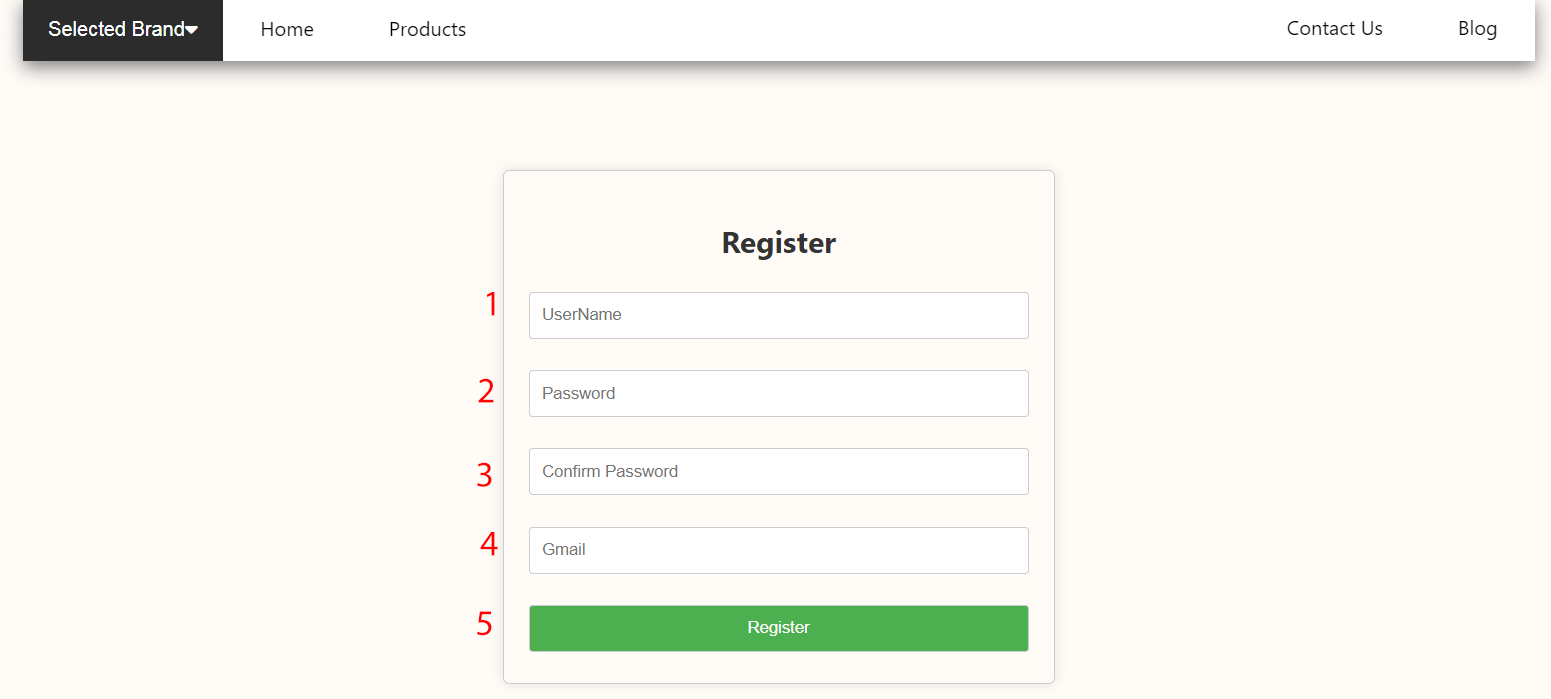 Selected Brand Home Products Contact Us Blog
Register
1 UserName
2 Password
3 Confirm Password
4 Gmail
5 Register